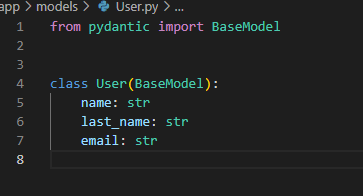 app > models > User.py > ...
1 from pydantic import BaseModel
2
3
4 class User(BaseModel):
5     name: str
6     last_name: str
7     email: str
8